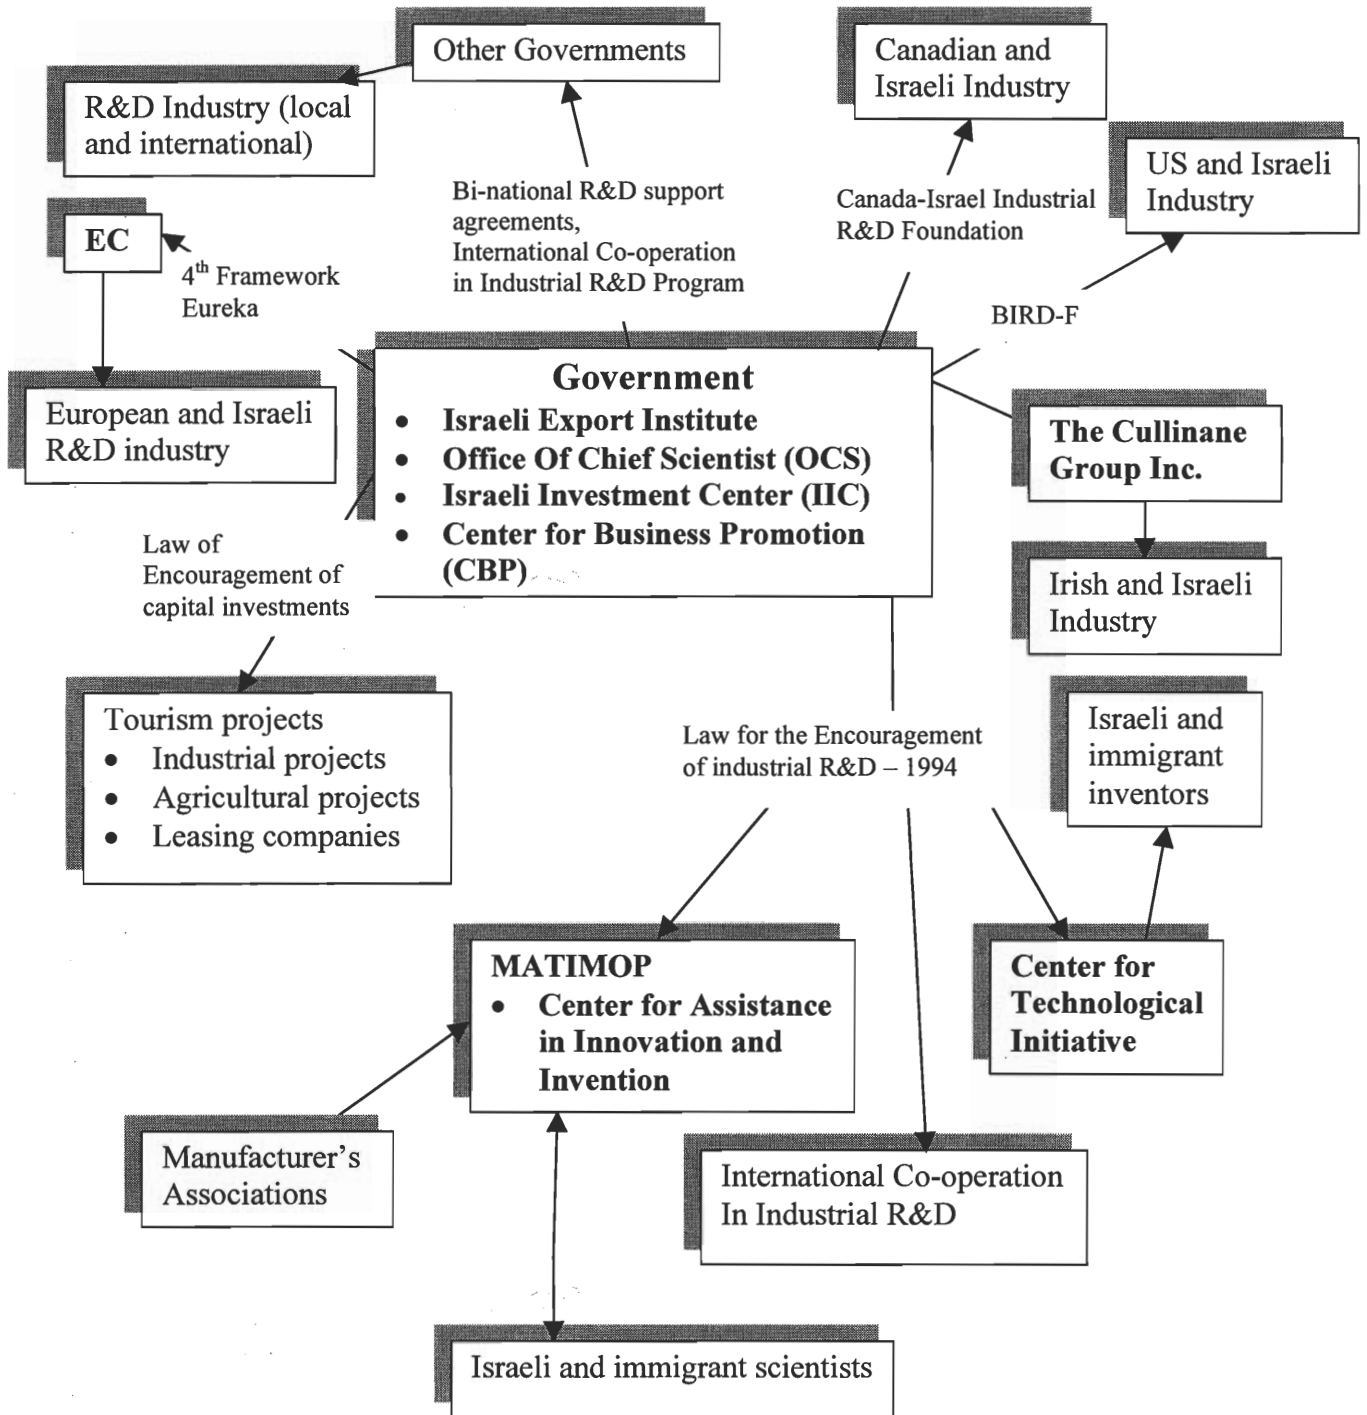 Other Governments
Canadian and
Israeli Industry
R&D Industry (local
and international)
US and Israeli
Industry
Bi-national R&D support
agreements,
International Co-operation
in Industrial R&D Program
Canada-Israel Industrial
R&D Foundation
EC
4th Framework
Eureka
BIRD-F
European and Israeli
R&D industry
Government
• Israeli Export Institute
• Office Of Chief Scientist (OCS)
• Israeli Investment Center (IIC)
• Center for Business Promotion
(CBP)
The Cullinane
Group Inc.
Irish and Israeli
Industry
Law of
Encouragement of
capital investments
Tourism projects
• Industrial projects
• Agricultural projects
• Leasing companies
Law for the Encouragement
of industrial R&D – 1994
Israeli and
immigrant
inventors
MATIMOP
• Center for Assistance
in Innovation and
Invention
Center for
Technological
Initiative
Manufacturer’s
Associations
International Co-operation
In Industrial R&D
Israeli and immigrant scientists